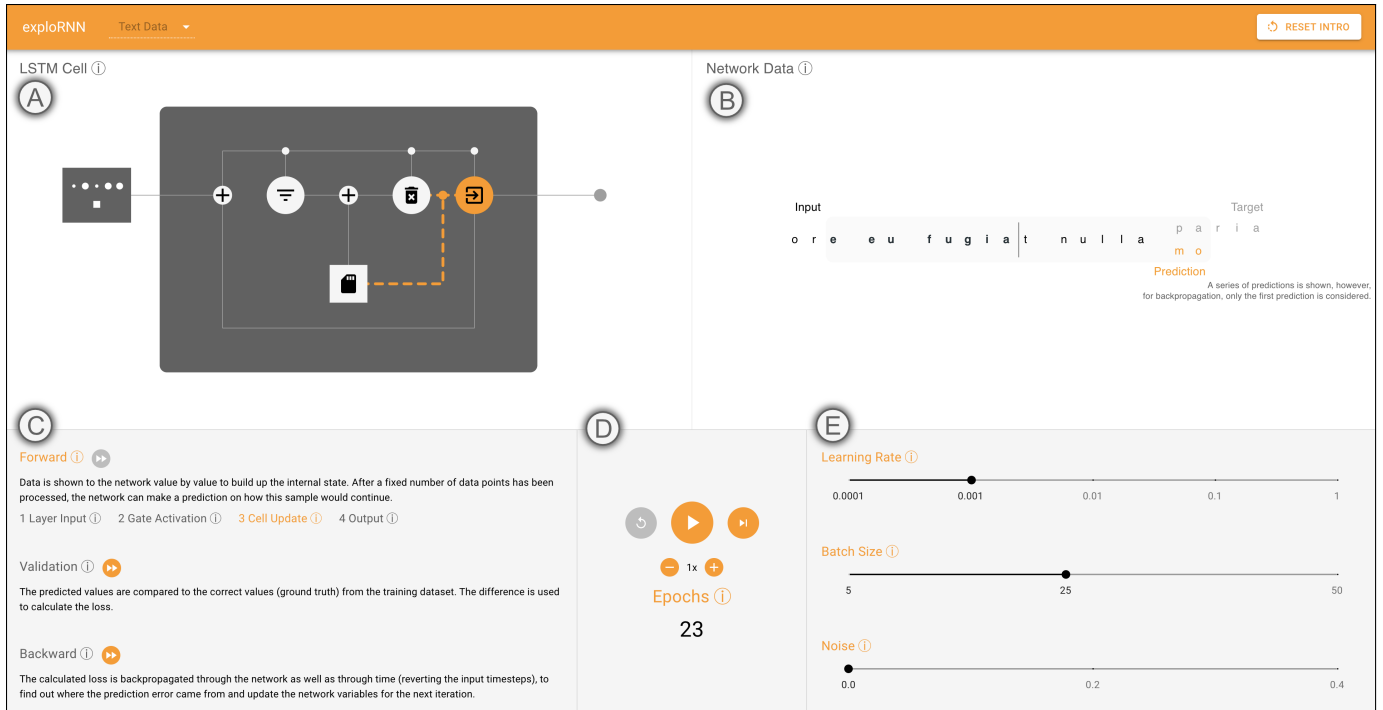 exploRNN
Text Data
RESET INTRO
LSTM Cell
A
Network Data
B
Input
Target
o r e e u f u g i a t n u l l a
p a r i a
m o
Prediction
A series of predictions is shown, however,
for backpropagation, only the first prediction is considered.
C
Forward
Data is shown to the network value by value to build up the internal state. After a fixed number of data points has been
processed, the network can make a prediction on how this sample would continue.
1 Layer Input 2 Gate Activation 3 Cell Update 4 Output
Validation
The predicted values are compared to the correct values (ground truth) from the training dataset. The difference is used
to calculate the loss.
Backward
The calculated loss is backpropagated through the network as well as through time (reverting the input timesteps), to
find out where the prediction error came from and update the network variables for the next iteration.
D
1x
Epochs
23
E
Learning Rate
0.0001 0.001 0.01 0.1 1
Batch Size
5 25 50
Noise
0.0 0.2 0.4